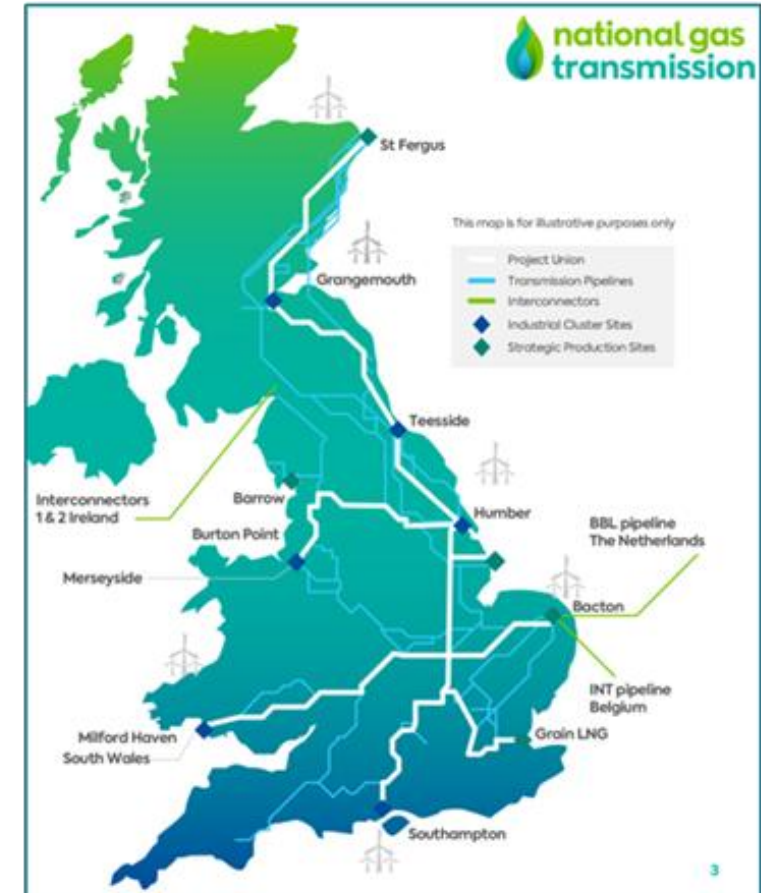 national gas
transmission
St Fergus
This map is for illustrative purposes only
Project Union
Transmission Pipelines
Interconnectors
Industrial Cluster Sites
Strategic Production Sites
Grangemouth
Teesside
Interconnectors
1 & 2 Ireland
Barrow
Humber
BBL pipeline
The Netherlands
Burton Point
Merseyside
Bacton
INT pipeline
Belgium
Milford Haven
South Wales
Grain LNG
Southampton
3